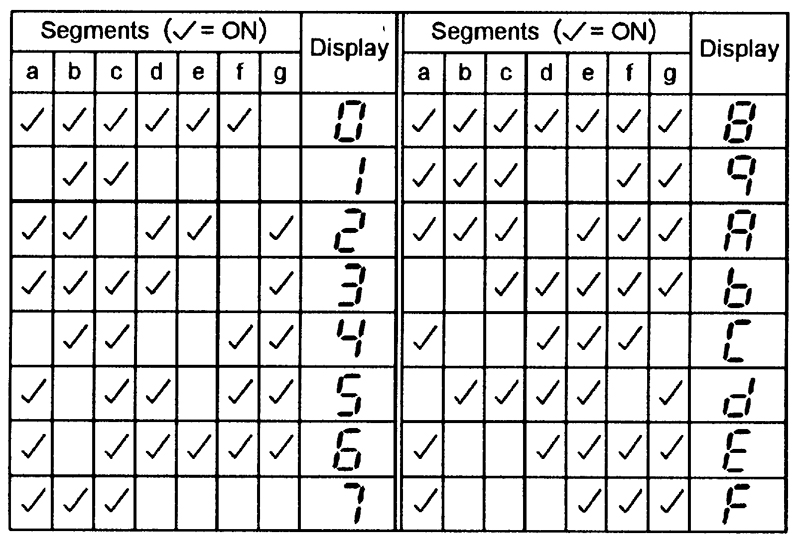 Segments (✓= ON) Display Segments (✓= ON) Display
a b c d e f g a b c d e f g
✓ ✓ ✓ ✓ ✓ ✓ 0 ✓ ✓ ✓ ✓ ✓ ✓ ✓ 8
✓ ✓ 1 ✓ ✓ ✓ ✓ ✓ 9
✓ ✓ ✓ ✓ ✓ 2 ✓ ✓ ✓ ✓ ✓ ✓ A
✓ ✓ ✓ ✓ ✓ 3 ✓ ✓ ✓ ✓ ✓ b
✓ ✓ ✓ ✓ 4 ✓ ✓ ✓ ✓ C
✓ ✓ ✓ ✓ ✓ 5 ✓ ✓ ✓ ✓ ✓ d
✓ ✓ ✓ ✓ ✓ ✓ 6 ✓ ✓ ✓ ✓ ✓ E
✓ ✓ ✓ 7 ✓ ✓ ✓ ✓ F